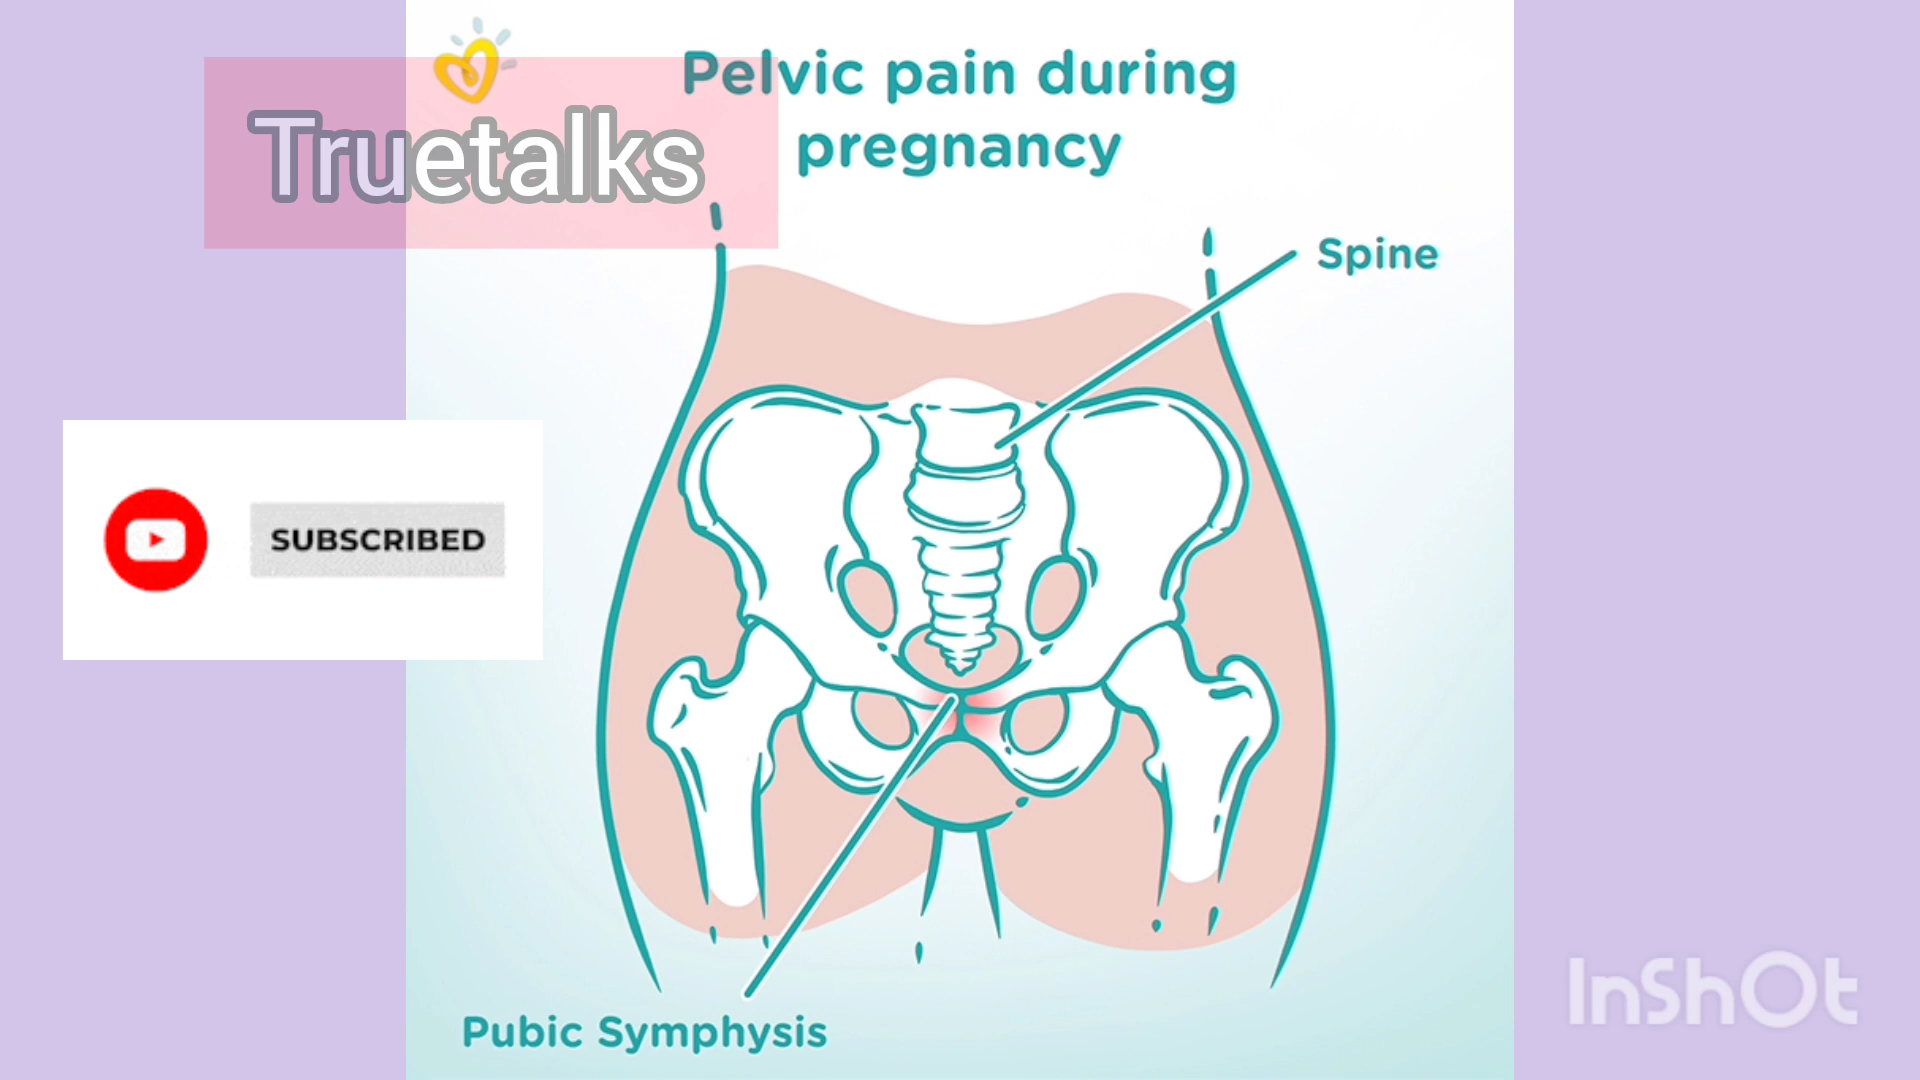 Pelvic pain during
pregnancy
Truetalks
Spine
SUBSCRIBED
Pubic Symphysis
InShOt